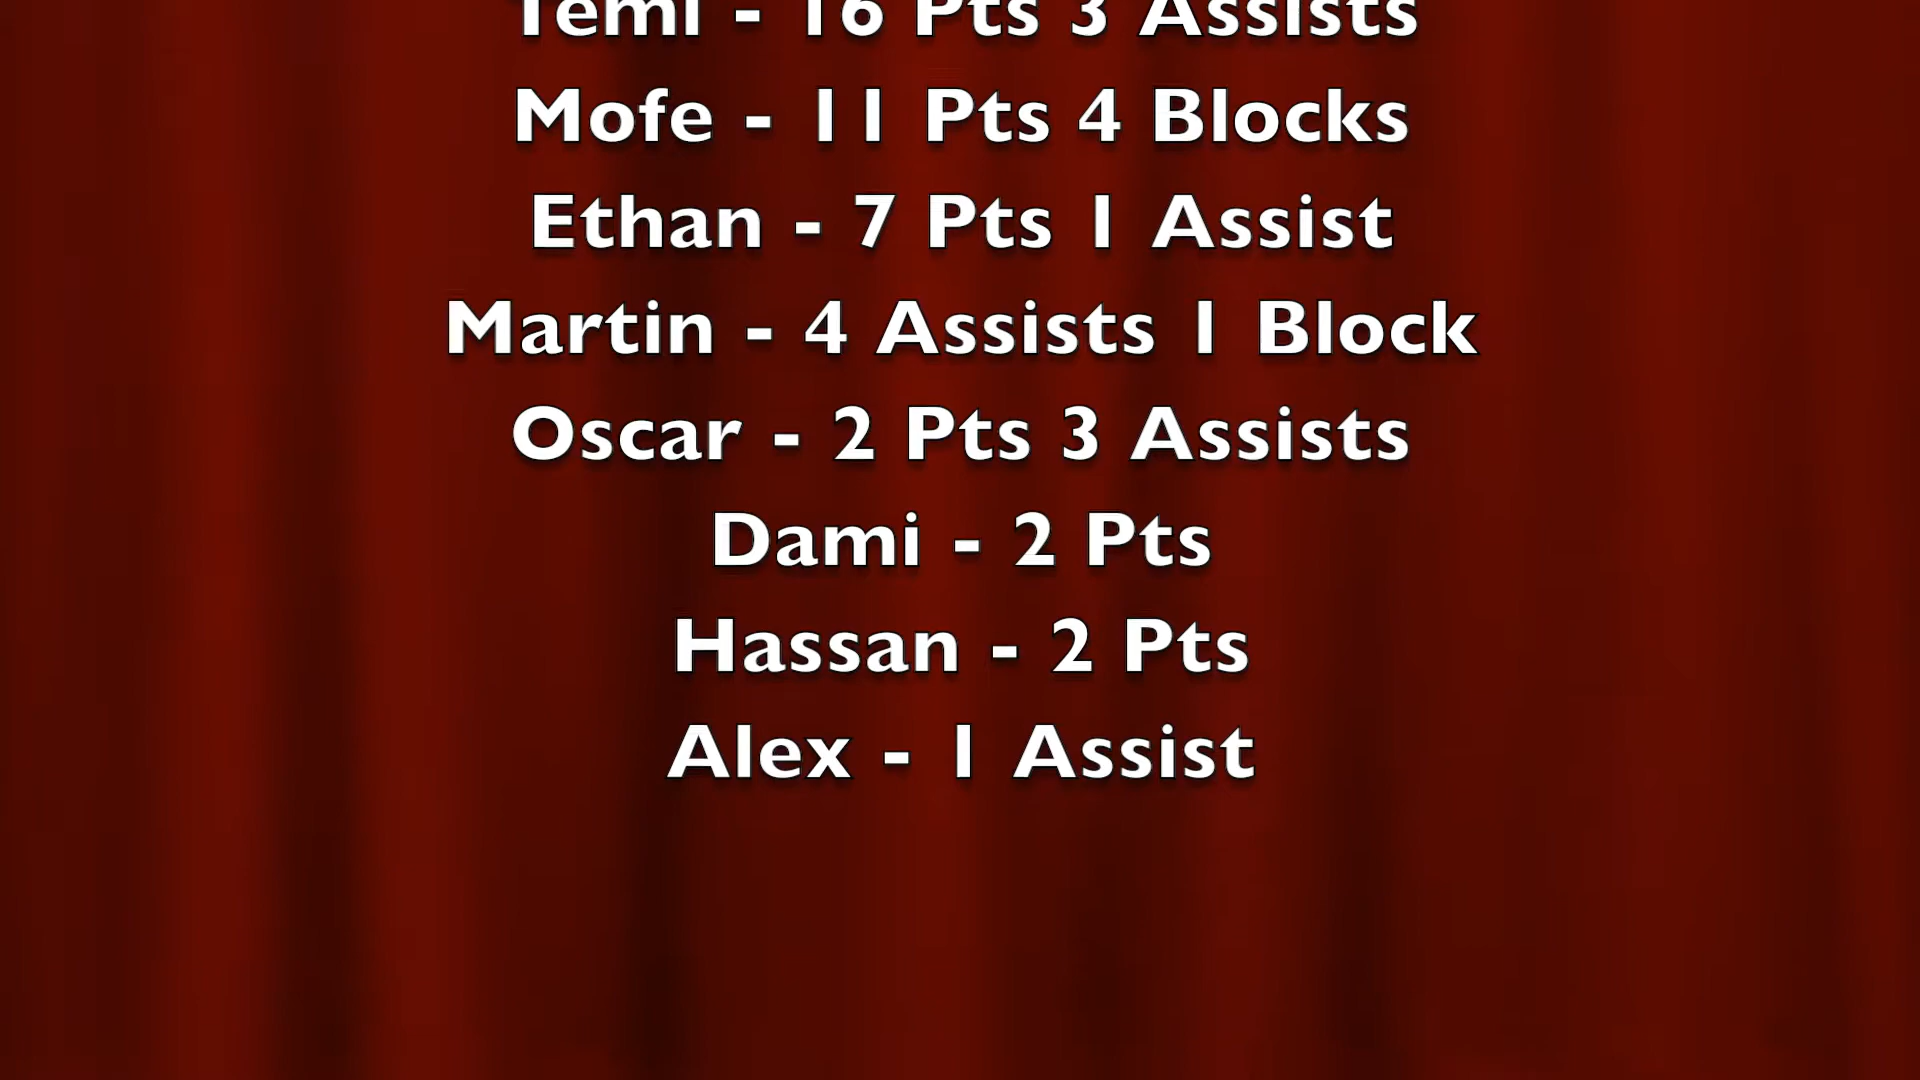 Temi - 16 Pts 3 Assists
Mofe - 11 Pts 4 Blocks
Ethan - 7 Pts 1 Assist
Martin - 4 Assists 1 Block
Oscar - 2 Pts 3 Assists
Dami - 2 Pts
Hassan - 2 Pts
Alex - 1 Assist